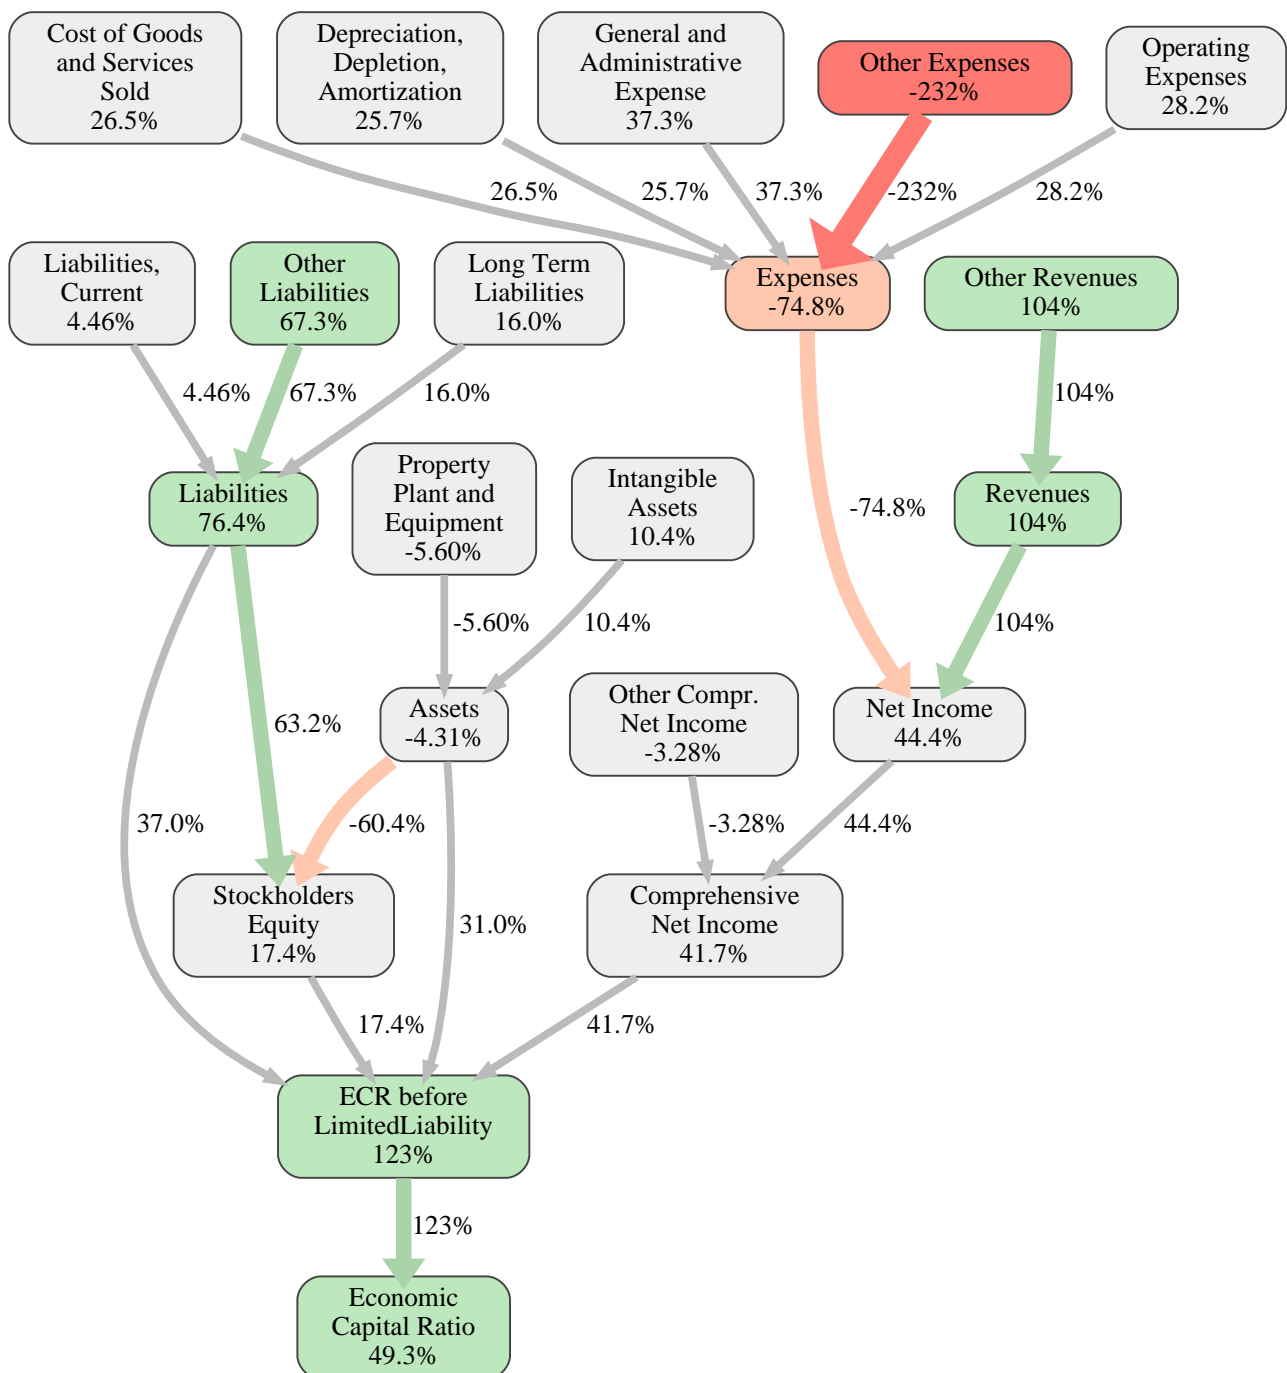 Cost of Goods
and Services
Sold
26.5%
Depreciation,
Depletion,
Amortization
25.7%
General and
Administrative
Expense
37.3%
Other Expenses
-232%
Operating
Expenses
28.2%
26.5%
25.7%
37.3%
-232%
28.2%
Liabilities,
Current
4.46%
Other
Liabilities
67.3%
Long Term
Liabilities
16.0%
Expenses
-74.8%
Other Revenues
104%
4.46%
67.3%
16.0%
104%
Liabilities
76.4%
Property
Plant and
Equipment
-5.60%
Intangible
Assets
10.4%
-74.8%
Revenues
104%
-5.60%
10.4%
104%
63.2%
Assets
-4.31%
Other Compr.
Net Income
-3.28%
Net Income
44.4%
37.0%
-60.4%
-3.28%
44.4%
Stockholders
Equity
17.4%
31.0%
Comprehensive
Net Income
41.7%
17.4%
41.7%
ECR before
LimitedLiability
123%
123%
Economic
Capital Ratio
49.3%